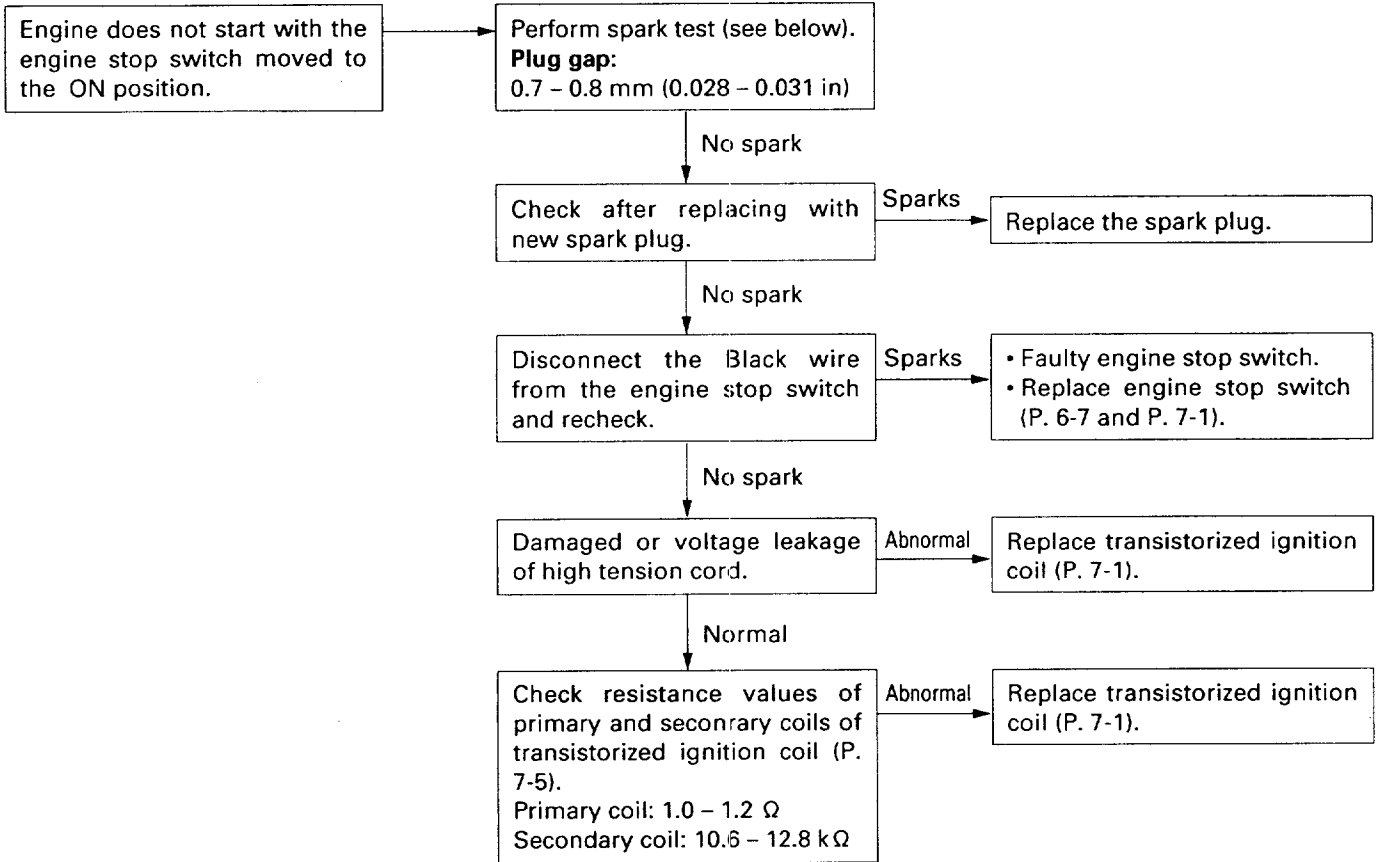 Engine does not start with the
engine stop switch moved to
the ON position.
Perform spark test (see below).
Plug gap:
0.7 – 0.8 mm (0.028 – 0.031 in)
No spark
Check after replacing with
new spark plug.
Sparks
Replace the spark plug.
No spark
Disconnect the Black wire
from the engine stop switch
and recheck.
Sparks
• Faulty engine stop switch.
• Replace engine stop switch
(P. 6-7 and P. 7-1).
No spark
Damaged or voltage leakage
of high tension cord.
Abnormal
Replace transistorized ignition
coil (P. 7-1).
Normal
Check resistance values of
primary and seconrary coils of
transistorized ignition coil (P.
7-5).
Primary coil: 1.0 – 1.2 Ω
Secondary coil: 10.6 – 12.8 kΩ
Abnormal
Replace transistorized ignition
coil (P. 7-1).